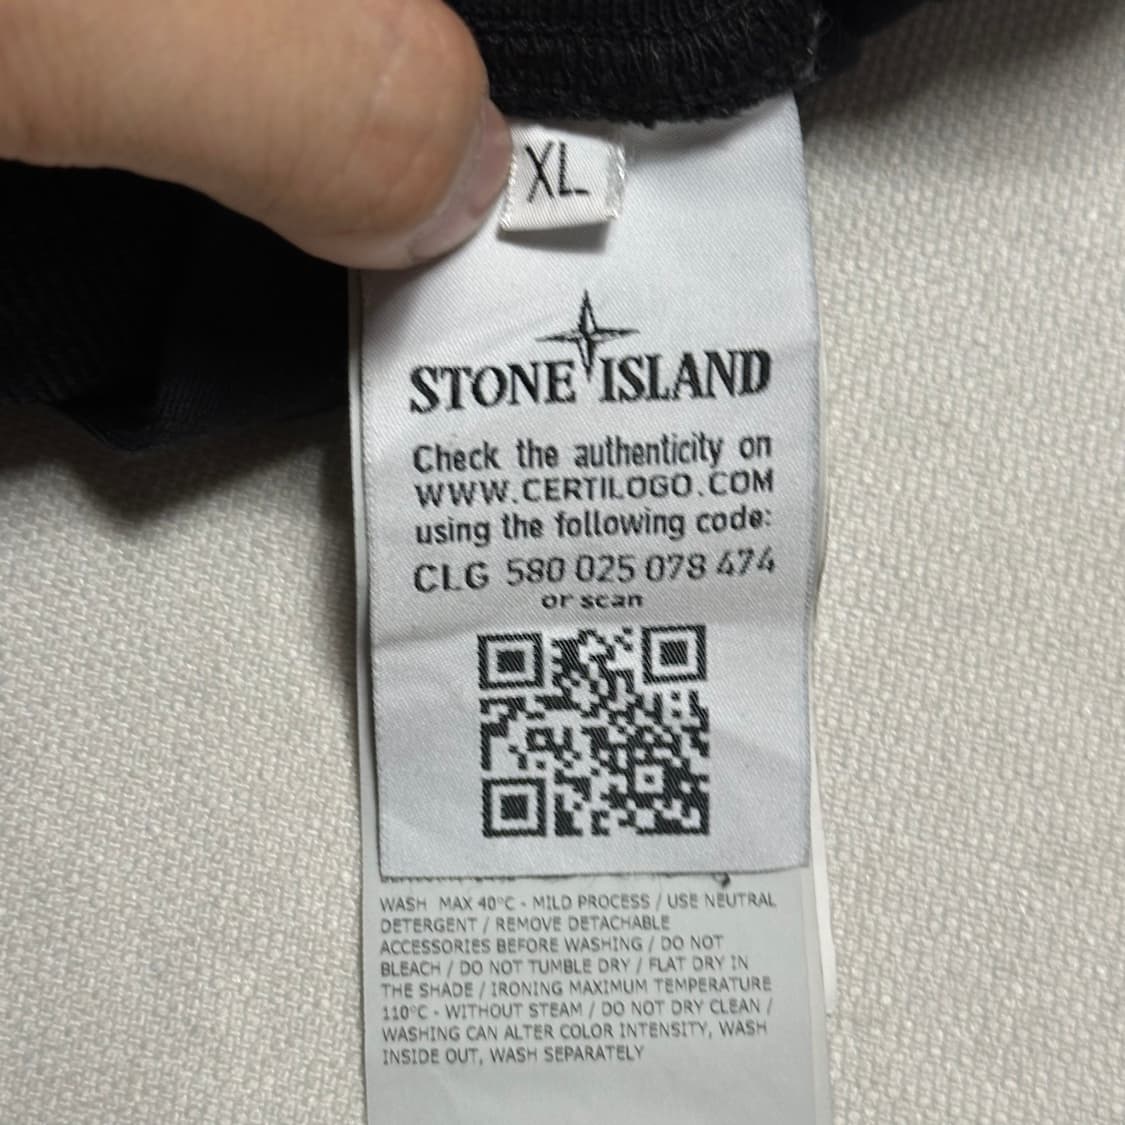 XL
STONE ISLAND
Check the authenticity on
WWW.CERTILOGO.COM
using the following code:
CLG 580 025 078 474
or scan
WASH MAX 40°C - MILD PROCESS / USE NEUTRAL
DETERGENT / REMOVE DETACHABLE
ACCESSORIES BEFORE WASHING / DO NOT
BLEACH / DO NOT TUMBLE DRY / FLAT DRY IN
THE SHADE / IRONING MAXIMUM TEMPERATURE
110°C - WITHOUT STEAM / DO NOT DRY CLEAN /
WASHING CAN ALTER COLOR INTENSITY, WASH
INSIDE OUT, WASH SEPARATELY